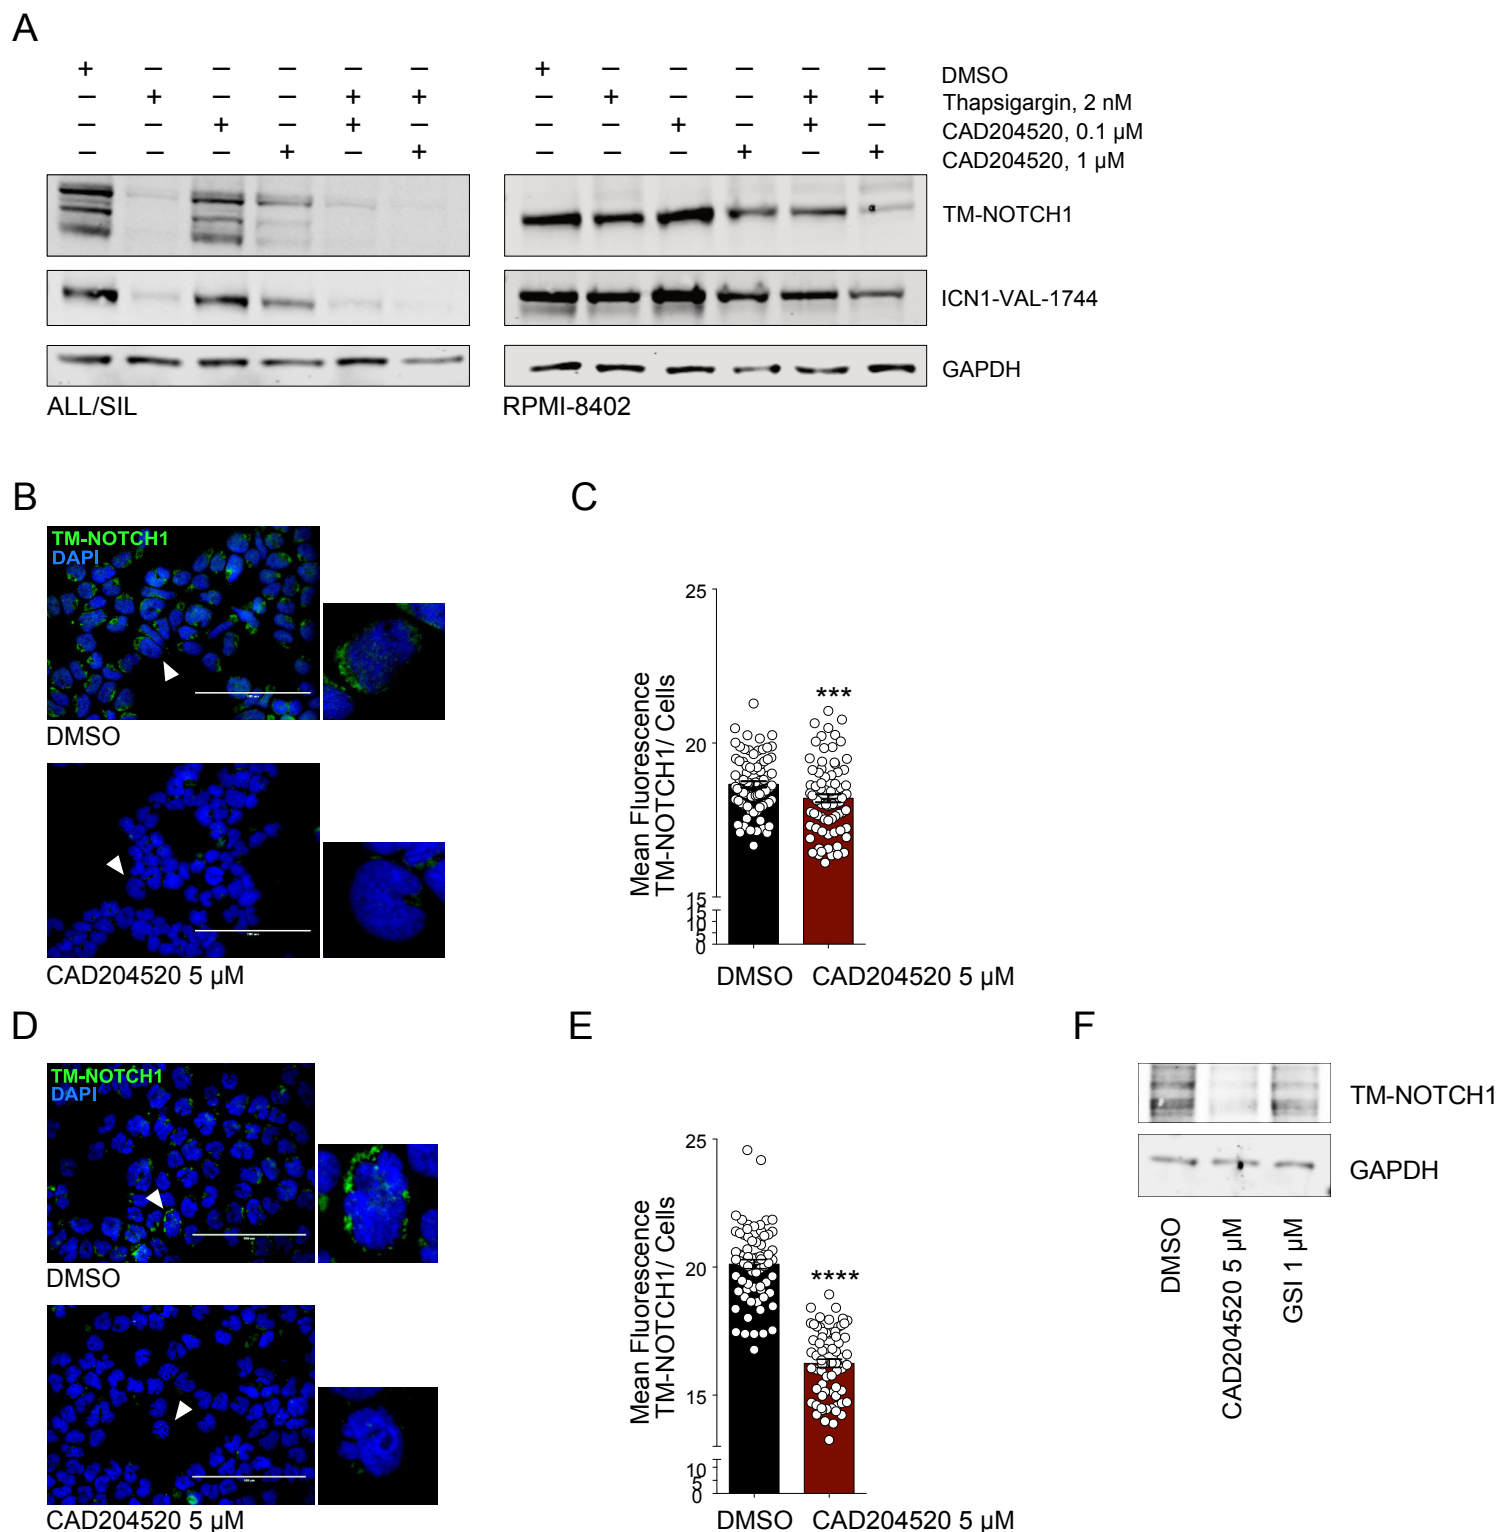 A
+ – – – – – + – – – – – DMSO
– + – – + + – + – – + + Thapsigargin, 2 nM
– – + – + – – – + – + – CAD204520, 0.1 µM
– – – + – + – – – + – + CAD204520, 1 µM
TM-NOTCH1
ICN1-VAL-1744
GAPDH
ALL/SIL RPMI-8402
B
TM-NOTCH1
DAPI
DMSO
CAD204520 5 µM
C
Mean Fluorescence
TM-NOTCH1/ Cells
25
20
15
15
10
5
0
***
DMSO CAD204520 5 µM
D
TM-NOTCH1
DAPI
DMSO
CAD204520 5 µM
E
Mean Fluorescence
TM-NOTCH1/ Cells
25
20
15
10
5
0
****
DMSO CAD204520 5 µM
F
TM-NOTCH1
GAPDH
DMSO
CAD204520 5 µM
GSI 1 µM